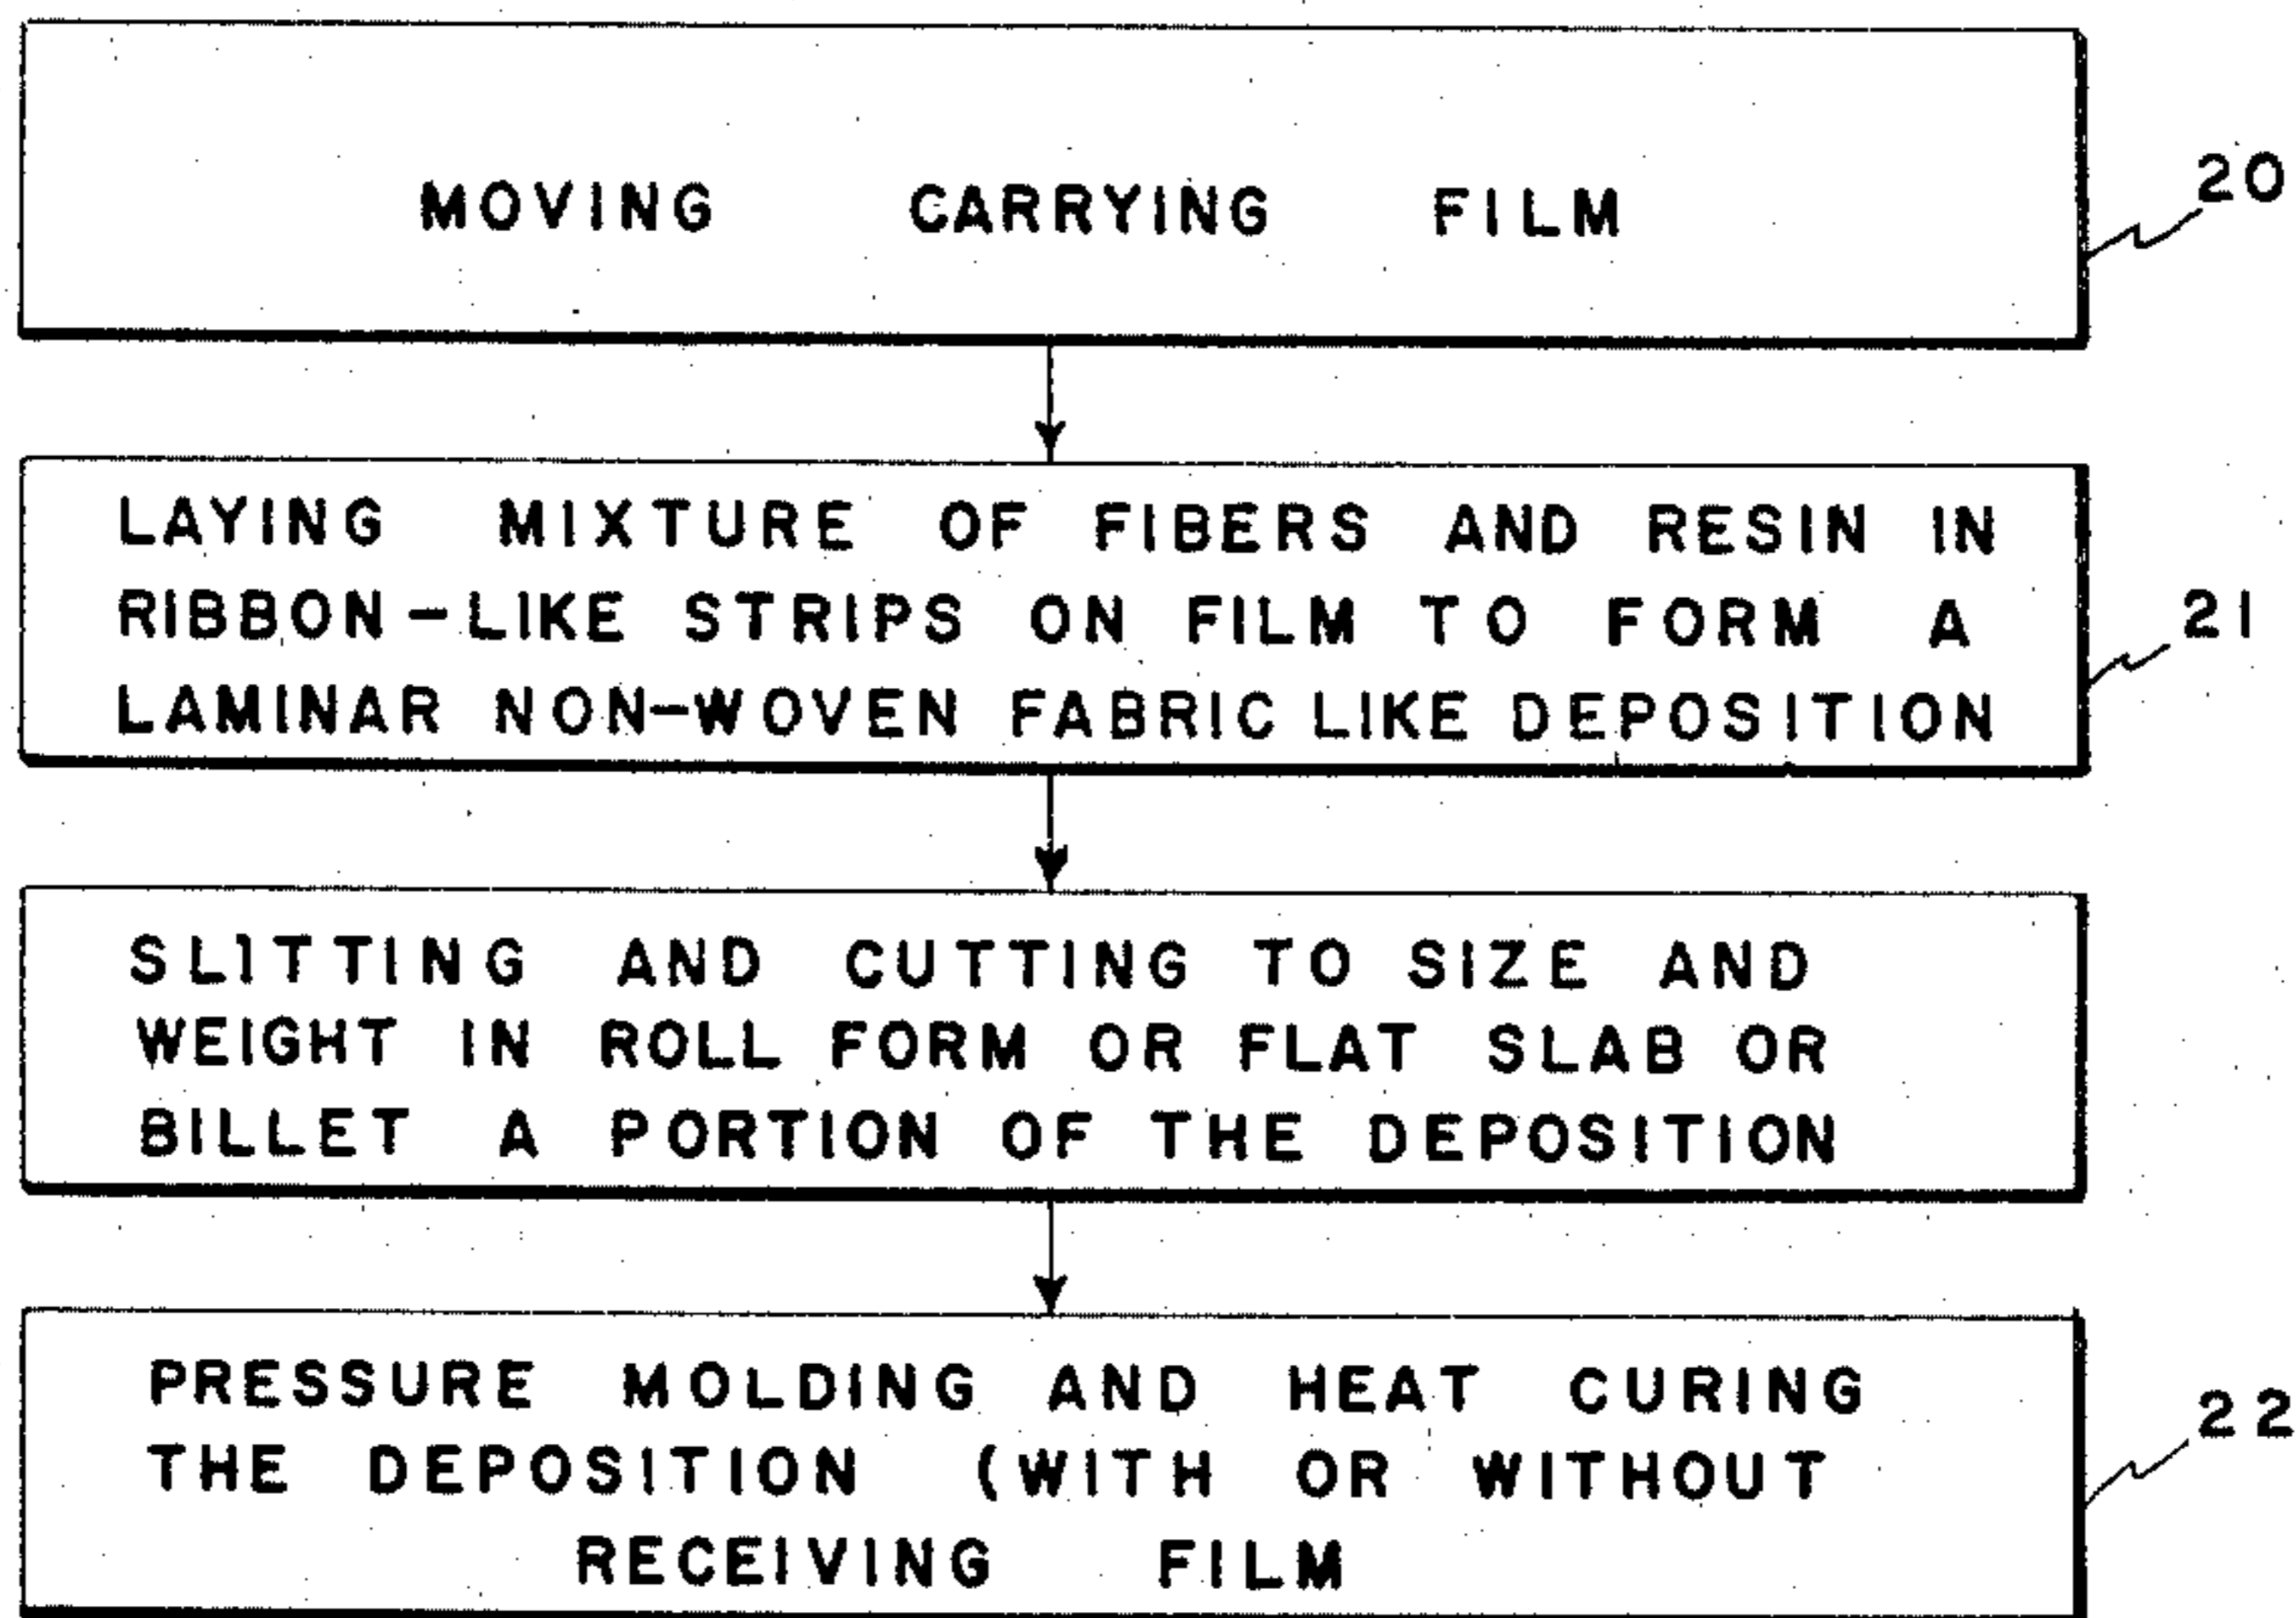 MOVING CARRYING FILM
20
LAYING MIXTURE OF FIBERS AND RESIN IN
RIBBON-LIKE STRIPS ON FILM TO FORM A
LAMINAR NON-WOVEN FABRIC LIKE DEPOSITION
21
SLITTING AND CUTTING TO SIZE AND
WEIGHT IN ROLL FORM OR FLAT SLAB OR
BILLET A PORTION OF THE DEPOSITION
PRESSURE MOLDING AND HEAT CURING
THE DEPOSITION (WITH OR WITHOUT
RECEIVING FILM
22